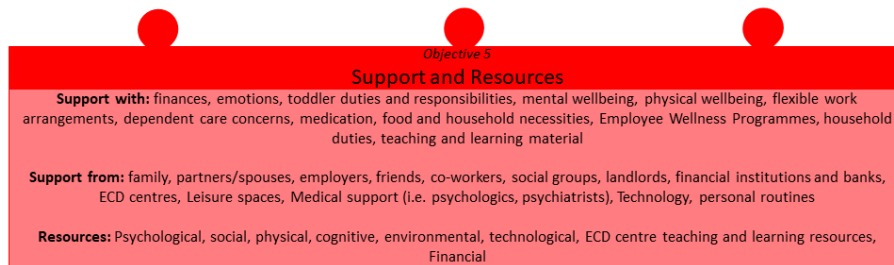 Objective 5
Support and Resources
Support with: finances, emotions, toddler duties and responsibilities, mental wellbeing, physical wellbeing, flexible work
arrangements, dependent care concerns, medication, food and household necessities, Employee Wellness Programmes, household
duties, teaching and learning material
Support from: family, partners/spouses, employers, friends, co-workers, social groups, landlords, financial institutions and banks,
ECD centres, Leisure spaces, Medical support (i.e. psychologics, psychiatrists), Technology, personal routines
Resources: Psychological, social, physical, cognitive, environmental, technological, ECD centre teaching and learning resources,
Financial